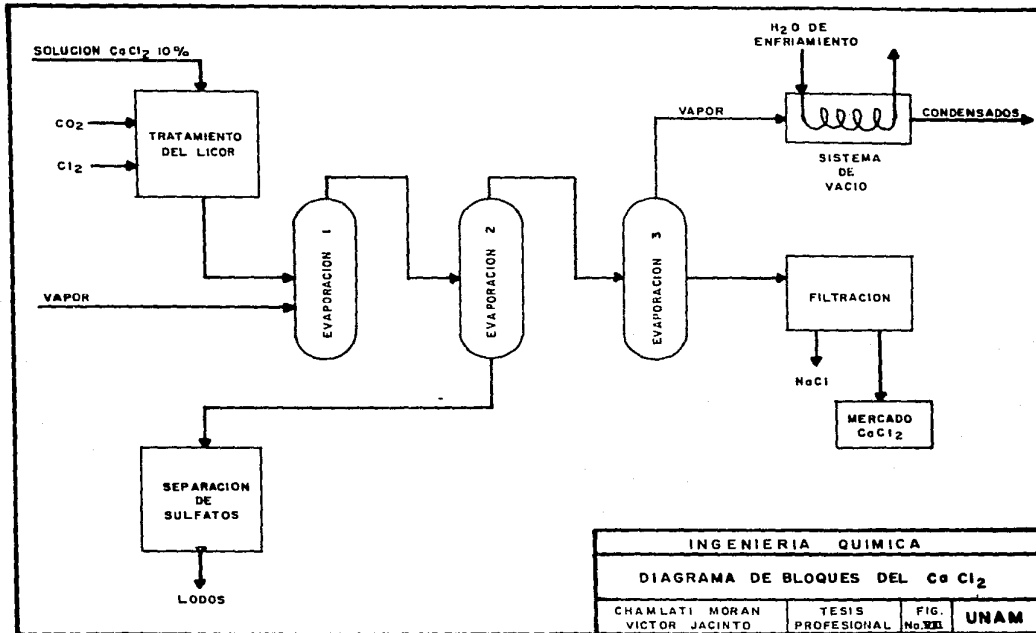 SOLUCION CaCl2 10%
CO2
Cl2
TRATAMIENTO
DEL LICOR
VAPOR
EVAPORACION 1
EVAPORACION 2
EVAPORACION 3
VAPOR
H2O DE
ENFRIAMIENTO
CONDENSADOS
SISTEMA
DE
VACIO
FILTRACION
NaCl
MERCADO
CaCl2
SEPARACION
DE
SULFATOS
LODOS
INGENIERIA QUIMICA
DIAGRAMA DE BLOQUES DEL Ca Cl2
CHAMLATI MORAN
VICTOR JACINTO
TESIS
PROFESIONAL
FIG.
No.
UNAM